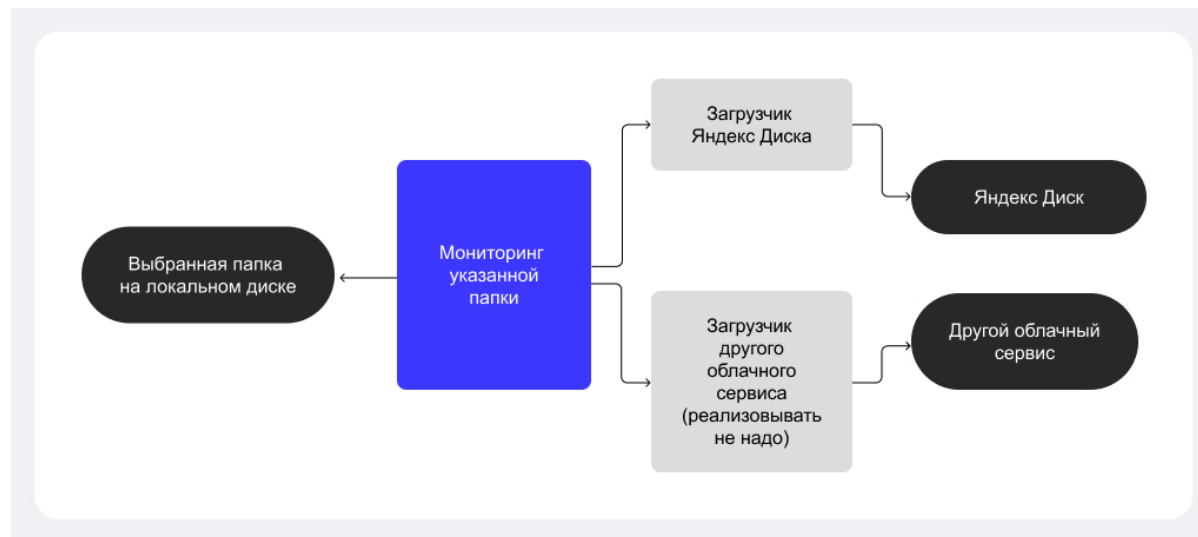 Выбранная папка
на локальном диске
Мониторинг
указанной
папки
Загрузчик
Яндекс Диска
Яндекс Диск
Загрузчик
другого
облачного
сервиса
(реализовывать
не надо)
Другой облачный
сервис